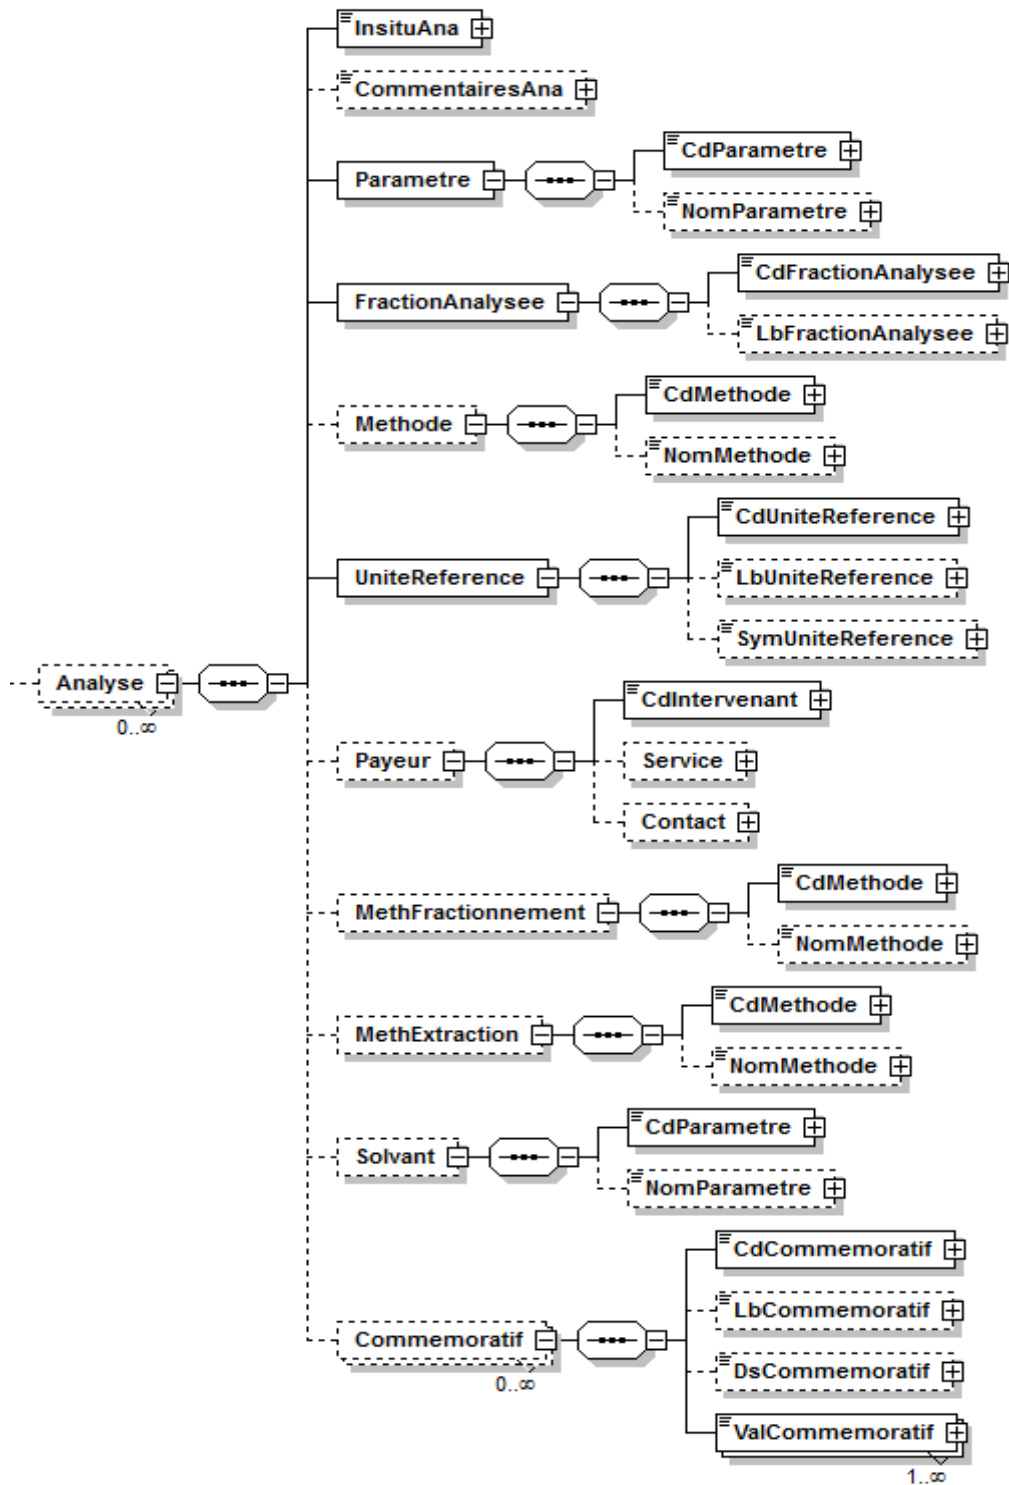 InsituAna
CommentairesAna
CdParametre
Parametre
NomParametre
CdFractionAnalysee
FractionAnalysee
LbFractionAnalysee
CdMethode
Methode
NomMethode
CdUniteReference
UniteReference
LbUniteReference
SymUniteReference
Analyse
0..∞
CdIntervenant
Payeur
Service
Contact
CdMethode
MethFractionnement
NomMethode
CdMethode
MethExtraction
NomMethode
CdParametre
Solvant
NomParametre
CdCommemoratif
LbCommemoratif
Commemoratif
0..∞
DsCommemoratif
ValCommemoratif
1..∞